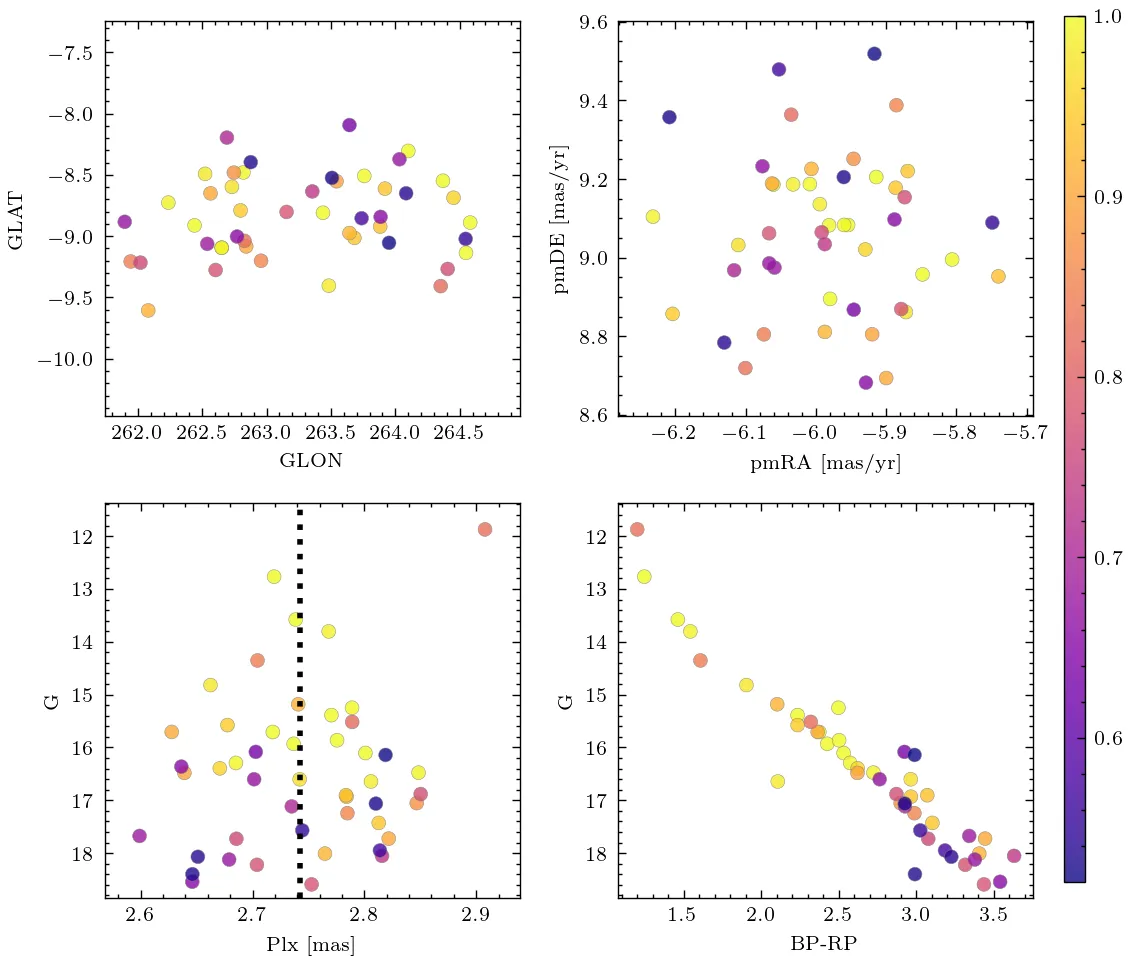 −7.5
−8.0
−8.5
−9.0
−9.5
−10.0
GLAT
262.0 262.5 263.0 263.5 264.0 264.5
GLON
9.6
9.4
9.2
9.0
8.8
8.6
pmDE [mas/yr]
−6.2 −6.1 −6.0 −5.9 −5.8 −5.7
pmRA [mas/yr]
1.0
0.9
0.8
0.7
0.6
12
13
14
15
16
17
18
G
2.6 2.7 2.8 2.9
Plx [mas]
12
13
14
15
16
17
18
G
1.5 2.0 2.5 3.0 3.5
BP-RP